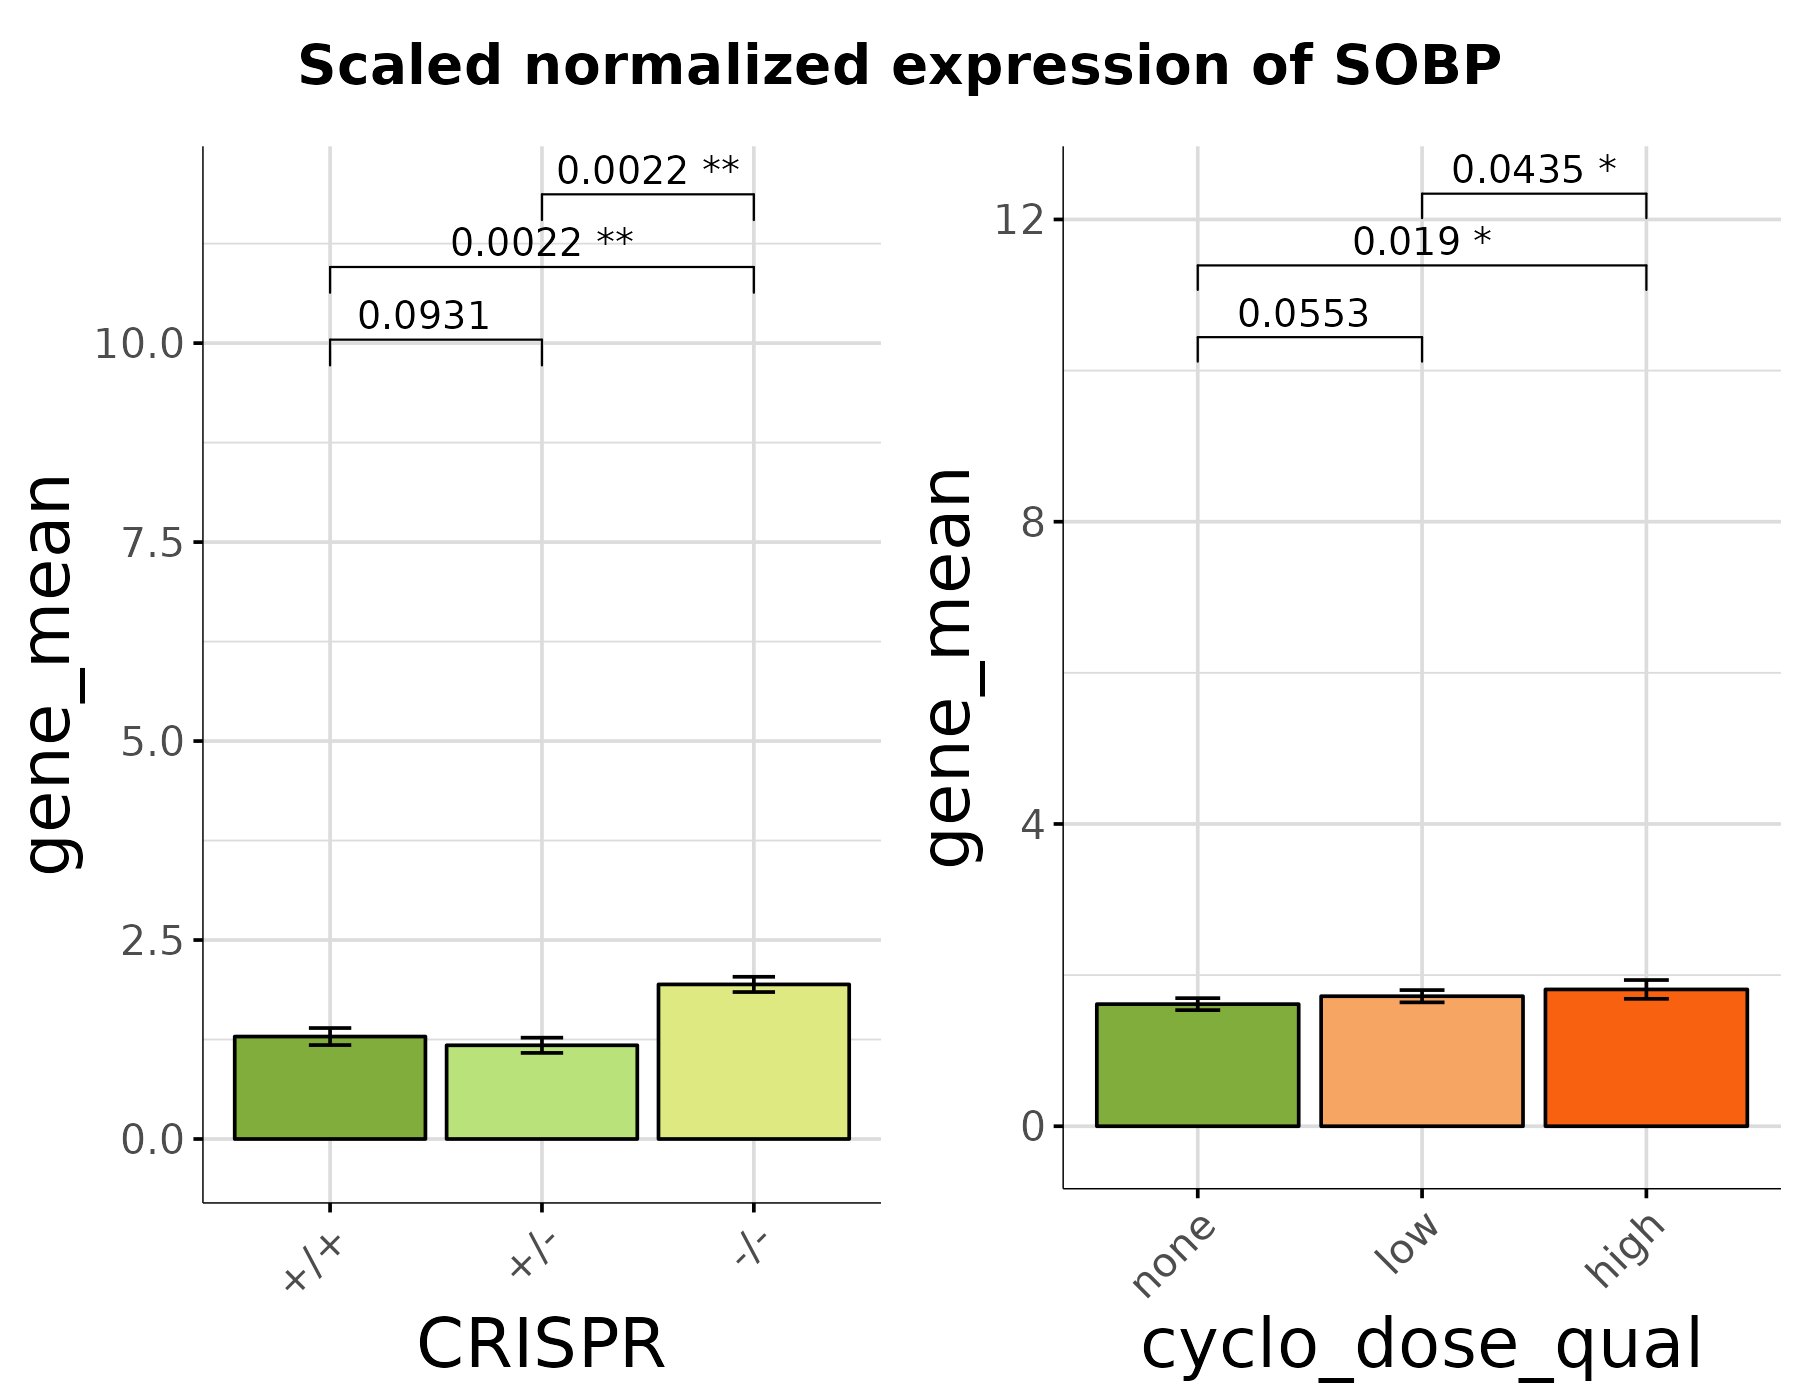 Scaled normalized expression of SOBP
gene_mean
10.0
7.5
5.0
2.5
0.0
0.0022 **
0.0022 **
0.0931
+/+
+/-
-/-
CRISPR
gene_mean
12
8
4
0
0.0435 *
0.019 *
0.0553
none
low
high
cyclo_dose_qual